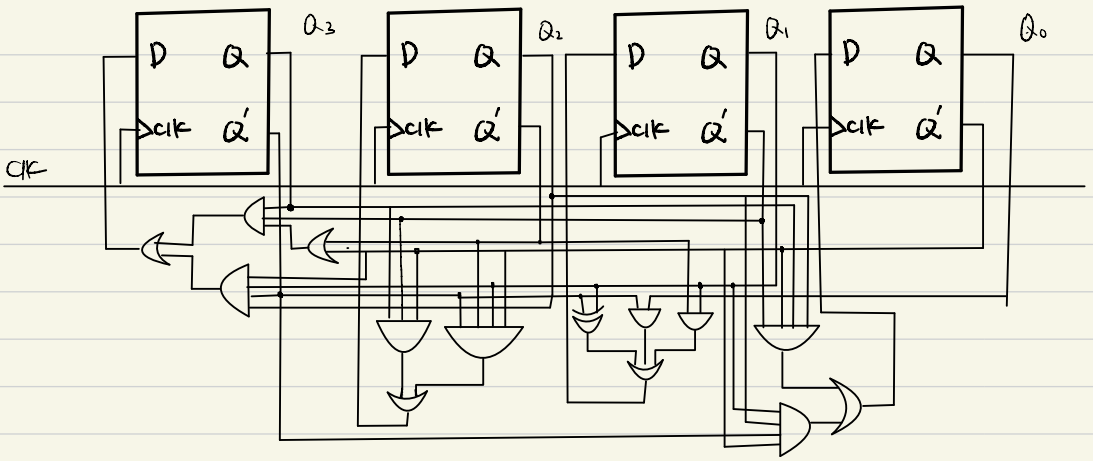 Q3 Q2 Q1 Q0
D Q D Q D Q D Q
CLK Q' CLK Q' CLK Q' CLK Q'
CLK